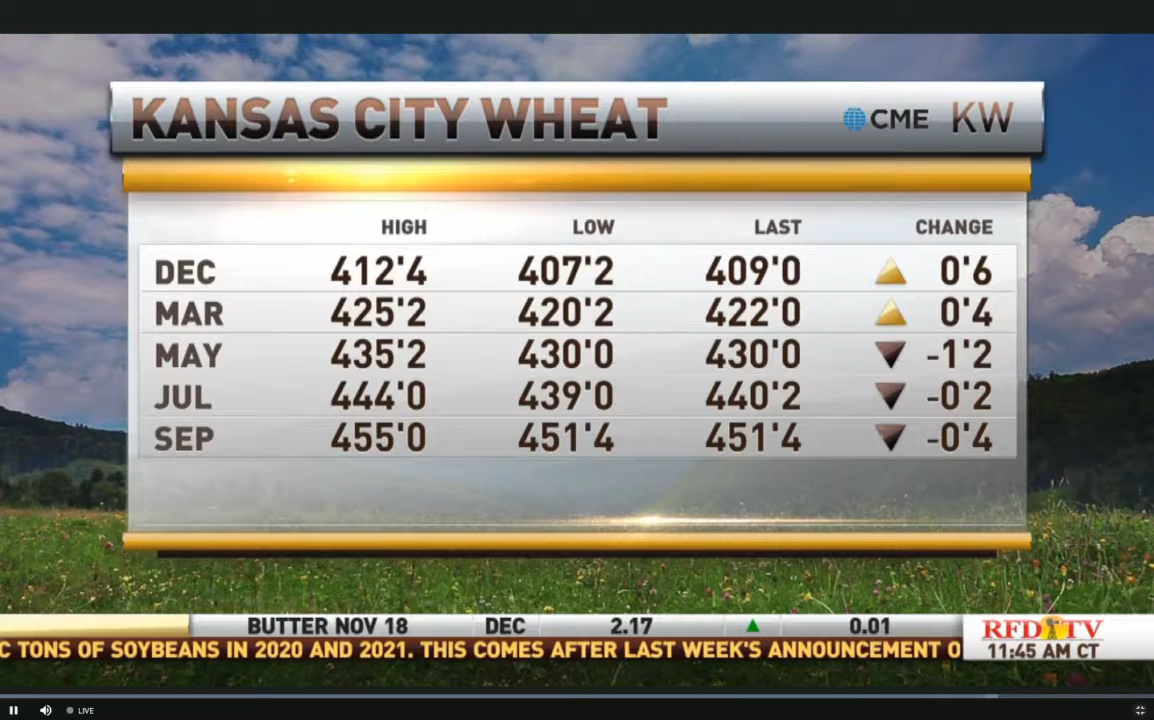 KANSAS CITY WHEAT CME KW
HIGH LOW LAST CHANGE
DEC 412'4 407'2 409'0 0'6
MAR 425'2 420'2 422'0 0'4
MAY 435'2 430'0 430'0 -1'2
JUL 444'0 439'0 440'2 -0'2
SEP 455'0 451'4 451'4 -0'4
BUTTER NOV 18 DEC 2.17 0.01
C TONS OF SOYBEANS IN 2020 AND 2021. THIS COMES AFTER LAST WEEK'S ANNOUNCEMENT O
RFD TV
11:45 AM CT
LIVE